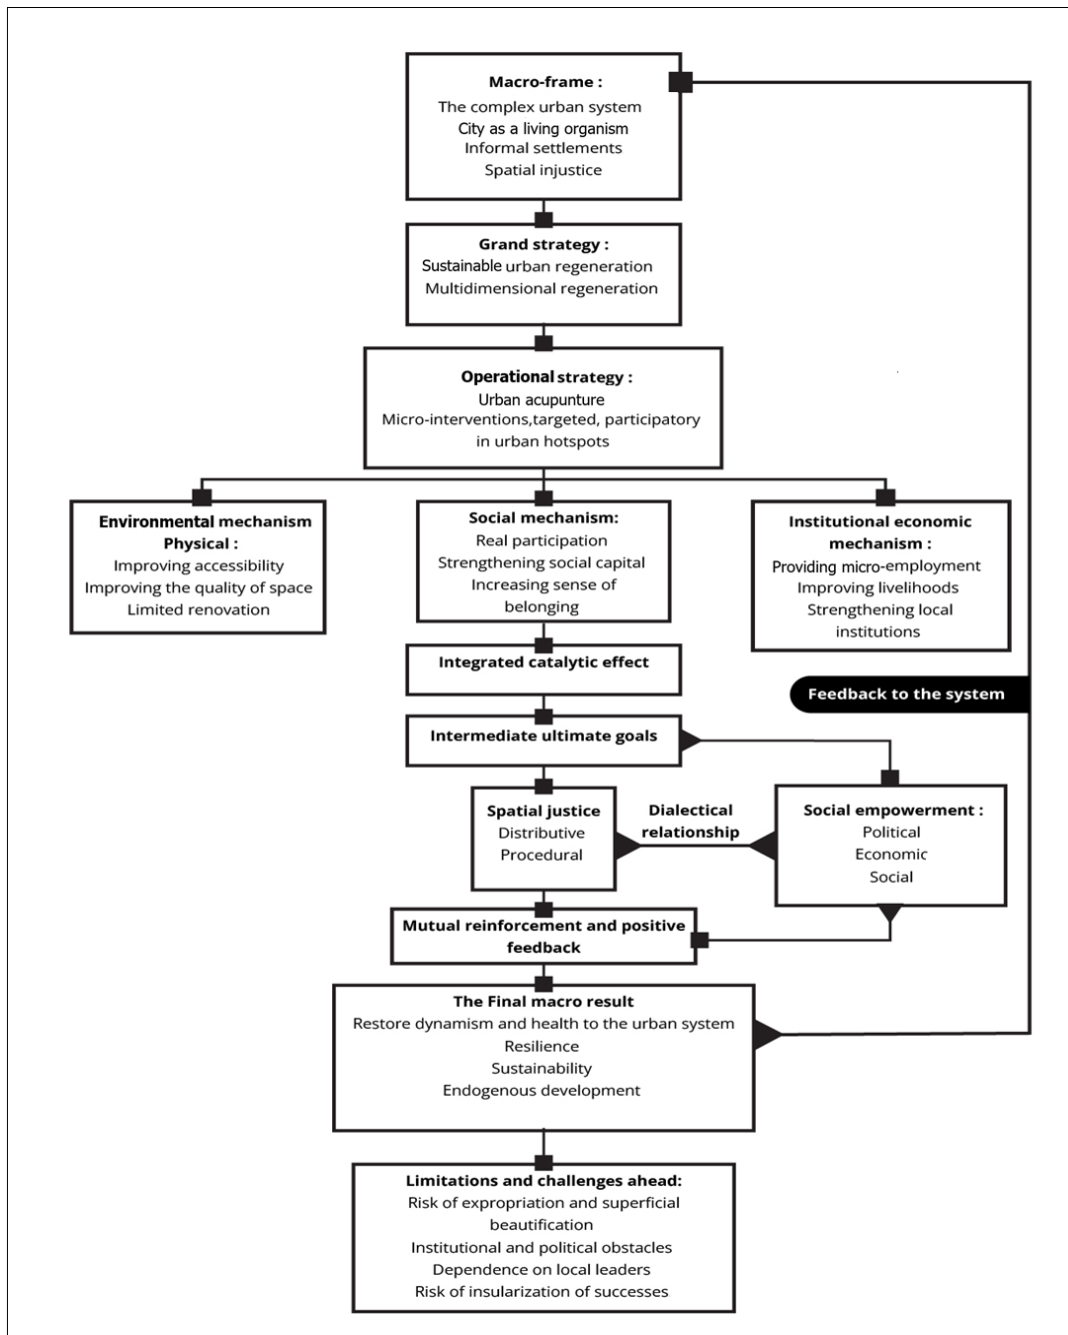 Macro-frame :
The complex urban system
City as a living organism
Informal settlements
Spatial injustice
Grand strategy :
Sustainable urban regeneration
Multidimensional regeneration
Operational strategy :
Urban acupunture
Micro-interventions,targeted, participatory
in urban hotspots
Environmental mechanism
Physical :
Improving accessibility
Improving the quality of space
Limited renovation
Social mechanism:
Real participation
Strengthening social capital
Increasing sense of
belonging
Institutional economic
mechanism :
Providing micro-employment
Improving livelihoods
Strengthening local
institutions
Integrated catalytic effect
Feedback to the system
Intermediate ultimate goals
Spatial justice
Distributive
Procedural
Dialectical
relationship
Social empowerment :
Political
Economic
Social
Mutual reinforcement and positive
feedback
The Final macro result
Restore dynamism and health to the urban system
Resilience
Sustainability
Endogenous development
Limitations and challenges ahead:
Risk of expropriation and superficial
beautification
Institutional and political obstacles
Dependence on local leaders
Risk of insularization of successes